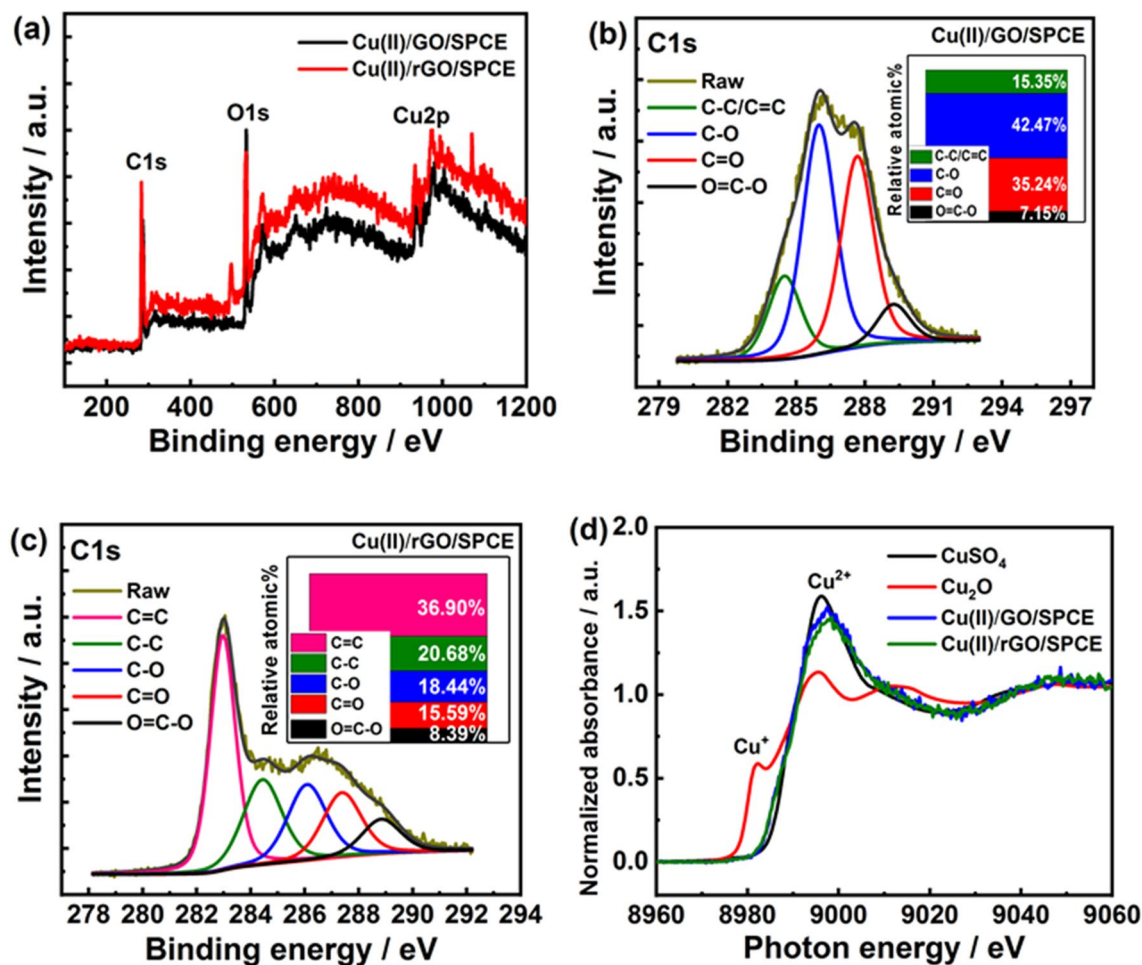 (a)
Cu(II)/GO/SPCE
Cu(II)/rGO/SPCE
C1s
O1s
Cu2p
Intensity / a.u.
200 400 600 800 1000 1200
Binding energy / eV
(b)
C1s
Cu(II)/GO/SPCE
Raw
C-C/C=C
C-O
C=O
O=C-O
Relative atomic%
15.35%
42.47%
35.24%
7.15%
C-C/C=C
C-O
C=O
O=C-O
Intensity / a.u.
279 282 285 288 291 294 297
Binding energy / eV
(c)
C1s
Cu(II)/rGO/SPCE
Raw
C=C
C-C
C-O
C=O
O=C-O
Relative atomic%
36.90%
20.68%
18.44%
15.59%
8.39%
C=C
C-C
C-O
C=O
O=C-O
Intensity / a.u.
278 280 282 284 286 288 290 292 294
Binding energy / eV
(d)
CuSO₄
Cu₂O
Cu(II)/GO/SPCE
Cu(II)/rGO/SPCE
Cu²⁺
Cu⁺
Normalized absorbance / a.u.
2.0
1.5
1.0
0.5
0.0
8960 8980 9000 9020 9040 9060
Photon energy / eV